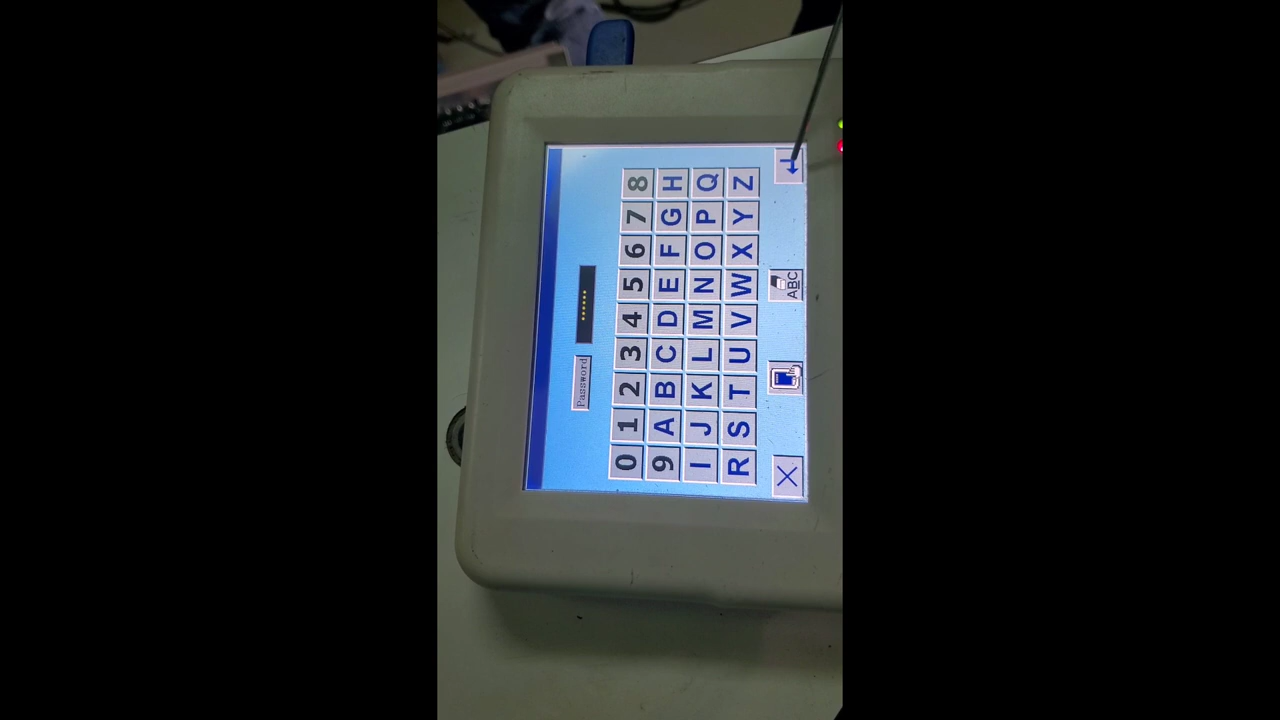 Password ******
0 1 2 3 4 5 6 7 8
9 A B C D E F G H
I J K L M N O P Q
R S T U V W X Y Z
X ABC